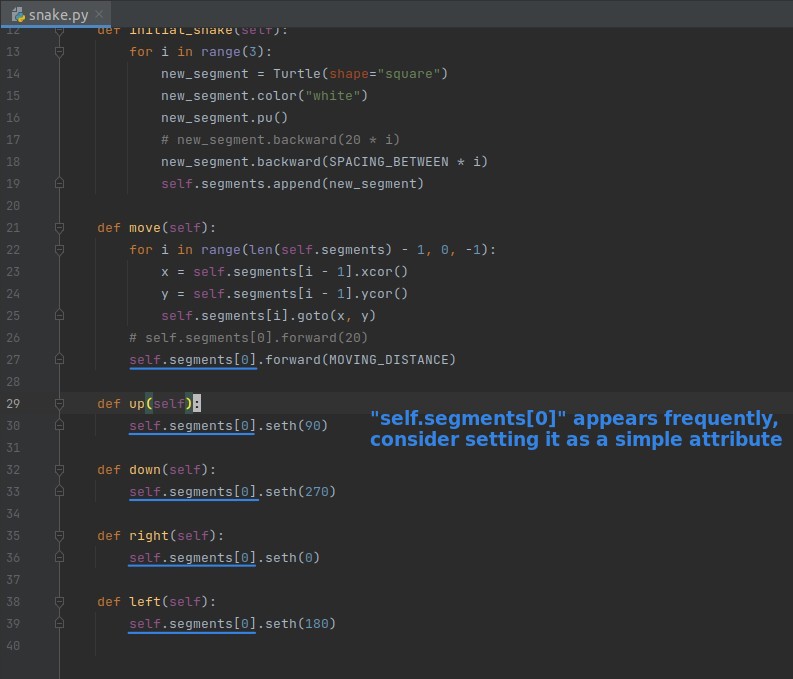 snake.py
12 def initial_snake(self):
13 for i in range(3):
14 new_segment = Turtle(shape="square")
15 new_segment.color("white")
16 new_segment.pu()
17 # new_segment.backward(20 * i)
18 new_segment.backward(SPACING_BETWEEN * i)
19 self.segments.append(new_segment)
20
21 def move(self):
22 for i in range(len(self.segments) - 1, 0, -1):
23 x = self.segments[i - 1].xcor()
24 y = self.segments[i - 1].ycor()
25 self.segments[i].goto(x, y)
26 # self.segments[0].forward(20)
27 self.segments[0].forward(MOVING_DISTANCE)
28
29 def up(self):
30 self.segments[0].seth(90)
"self.segments[0]" appears frequently,
consider setting it as a simple attribute
31
32 def down(self):
33 self.segments[0].seth(270)
34
35 def right(self):
36 self.segments[0].seth(0)
37
38 def left(self):
39 self.segments[0].seth(180)
40